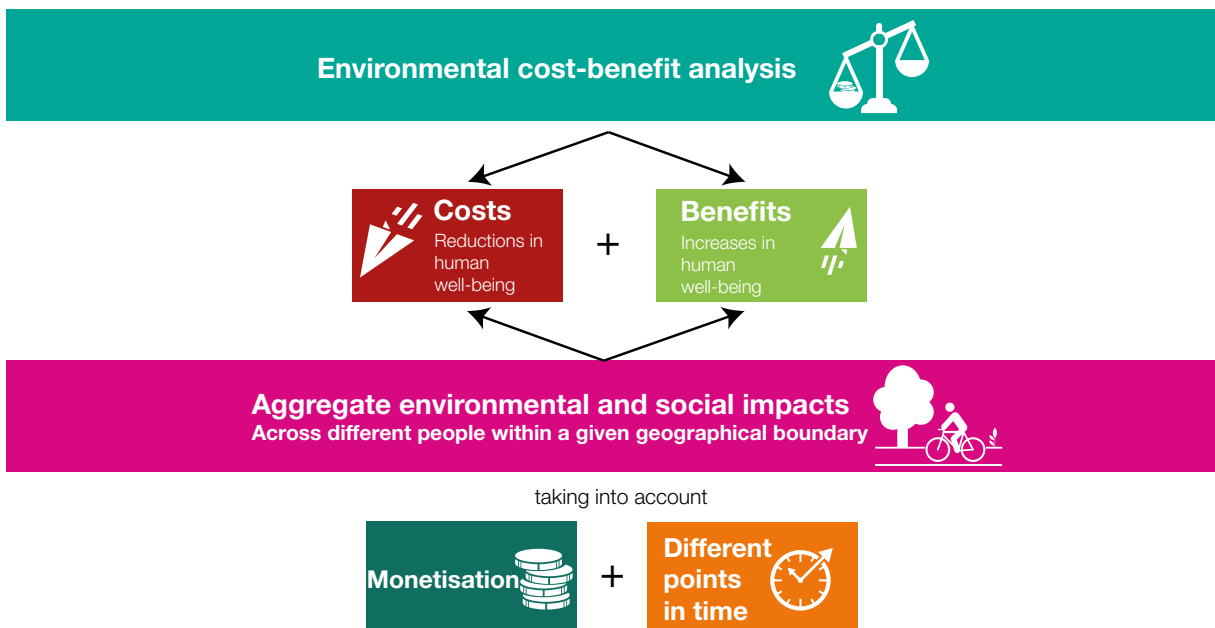 Environmental cost-benefit analysis
Costs
Reductions in
human
well-being
+
Benefits
Increases in
human
well-being
Aggregate environmental and social impacts
Across different people within a given geographical boundary
taking into account
Monetisation
+
Different
points
in time